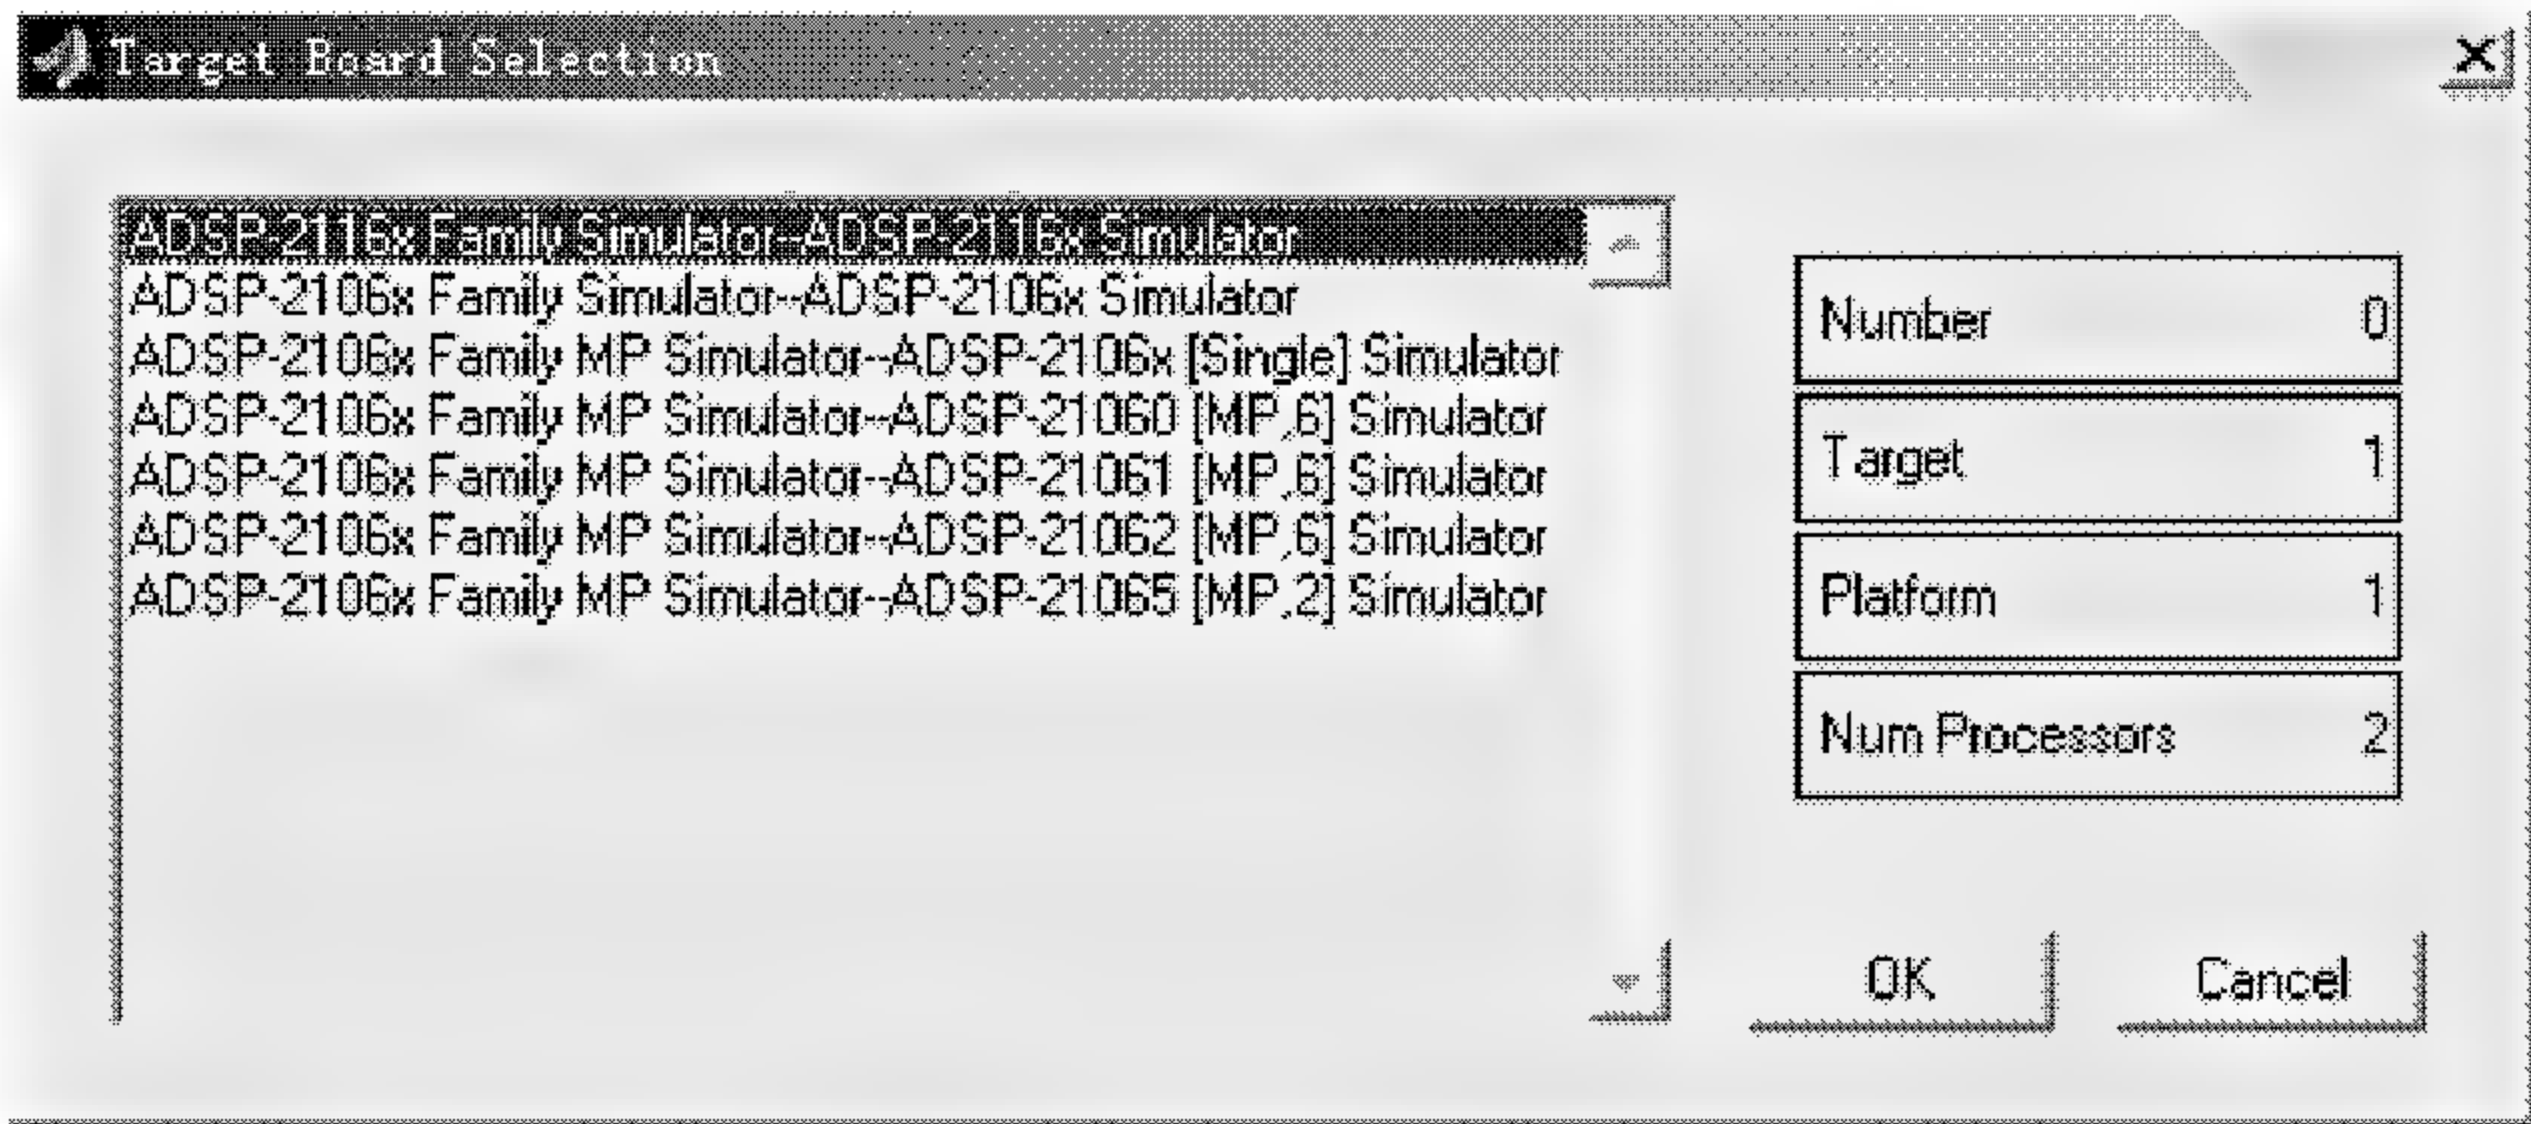 Target Board Selection
ADSP-2116x Family Simulator--ADSP-2116x Simulator
ADSP-2106x Family Simulator--ADSP-2106x Simulator
ADSP-2106x Family MP Simulator--ADSP-2106x [Single] Simulator
ADSP-2106x Family MP Simulator--ADSP-21060 [MP,6] Simulator
ADSP-2106x Family MP Simulator--ADSP-21061 [MP,6] Simulator
ADSP-2106x Family MP Simulator--ADSP-21062 [MP,6] Simulator
ADSP-2106x Family MP Simulator--ADSP-21065 [MP,2] Simulator
Number 0
Target 1
Platform 1
Num Processors 2
OK Cancel